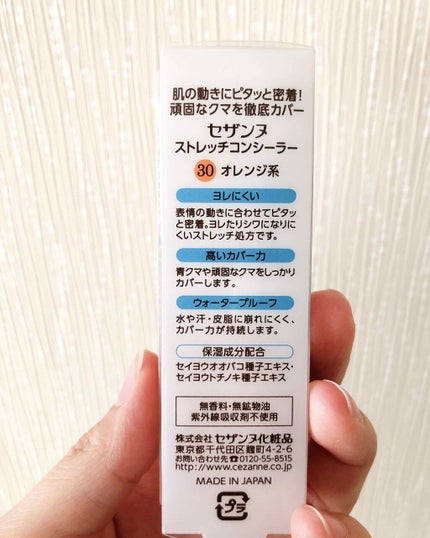 肌の動きにピタッと密着!
頑固なクマを徹底カバー
セザンヌ
ストレッチコンシーラー
30 オレンジ系
ヨレにくい
表情の動きに合わせてピタッ
と密着。ヨレたりシワになりに
くいストレッチ処方です。
高いカバー力
青クマや頑固なクマをしっかり
カバーします。
ウォータープルーフ
水や汗・皮脂に崩れにくく、
カバー力が持続します。
保湿成分配合
セイヨウオオバコ種子エキス・
セイヨウトチノキ種子エキス
無香料・無鉱物油
紫外線吸収剤不使用
株式会社 セザンヌ化粧品
東京都千代田区麹町4-2-6
お問い合わせ先☎0120-55-8515
http://www.cezanne.co.jp
MADE IN JAPAN
プラ